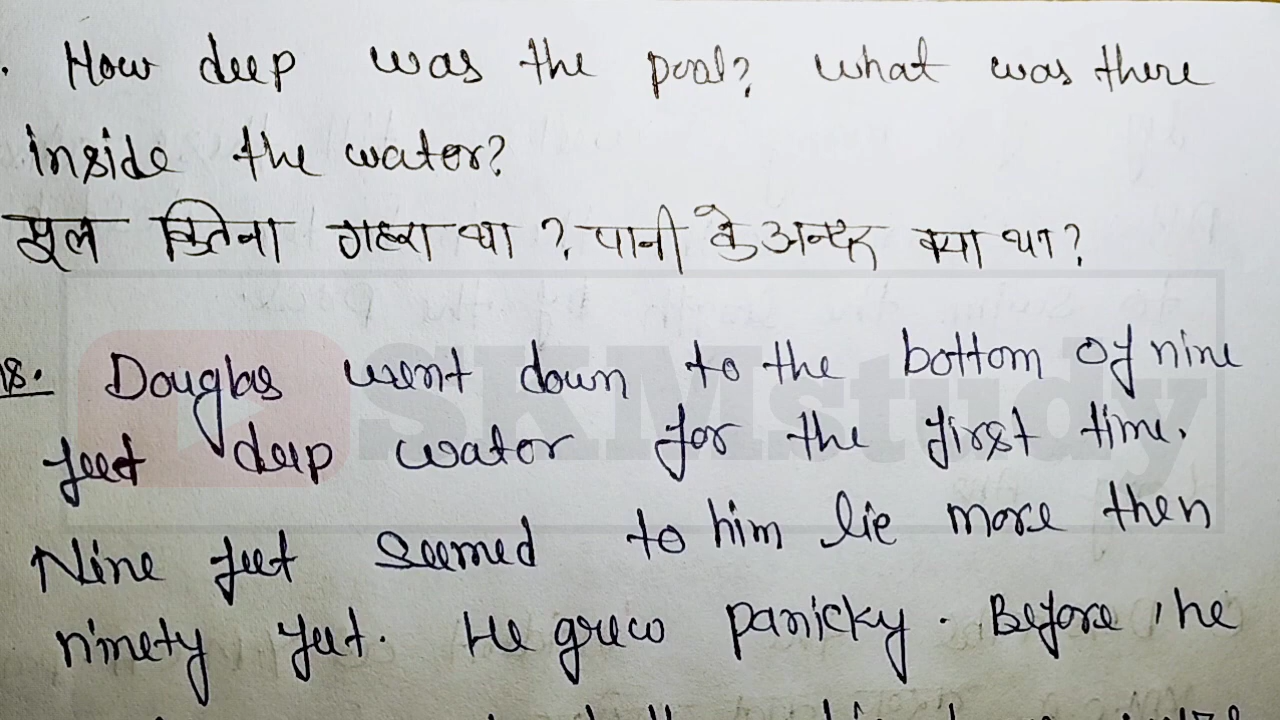 . How deep was the pool? What was there
inside the water?
पूल कितना गहरा था ? पानी के अन्दर क्या था ?
SKMstudy
18. Douglas went down to the bottom of nine
feet deep water for the first time.
Nine feet seemed to him lie more then
ninety feet. He grew panicky. Before he